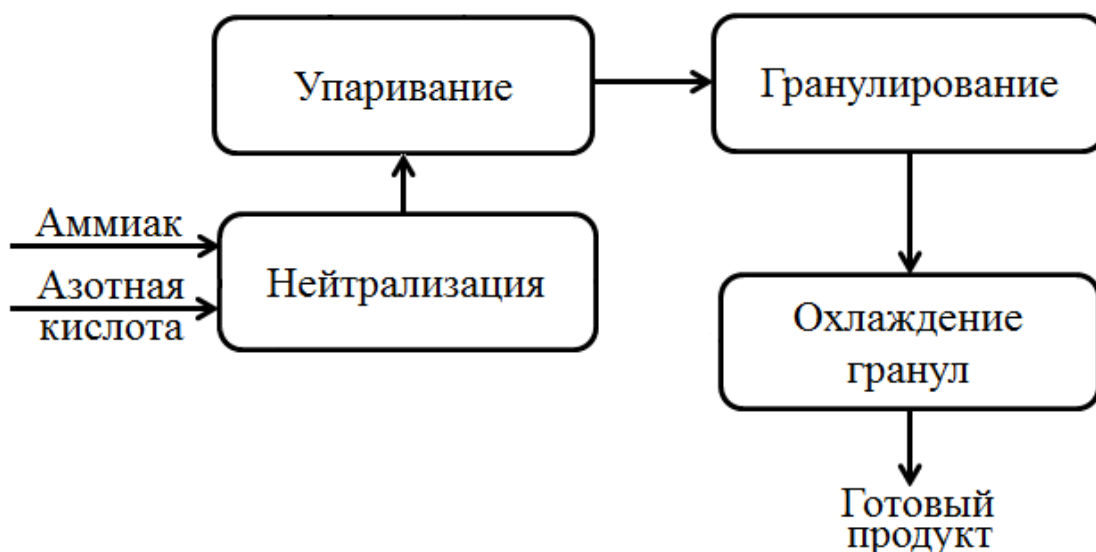 Упаривание
Гранулирование
Аммиак
Азотная
кислота
Нейтрализация
Охлаждение
гранул
Готовый
продукт